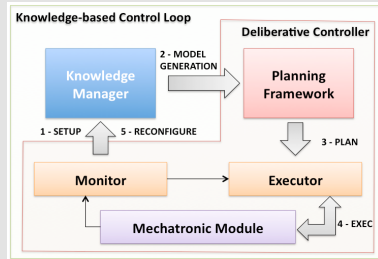 Knowledge-based Control Loop
Deliberative Controller
2 - MODEL
GENERATION
Knowledge
Manager
Planning
Framework
1 - SETUP
5 - RECONFIGURE
3 - PLAN
Monitor
Executor
Mechatronic Module
4 - EXEC